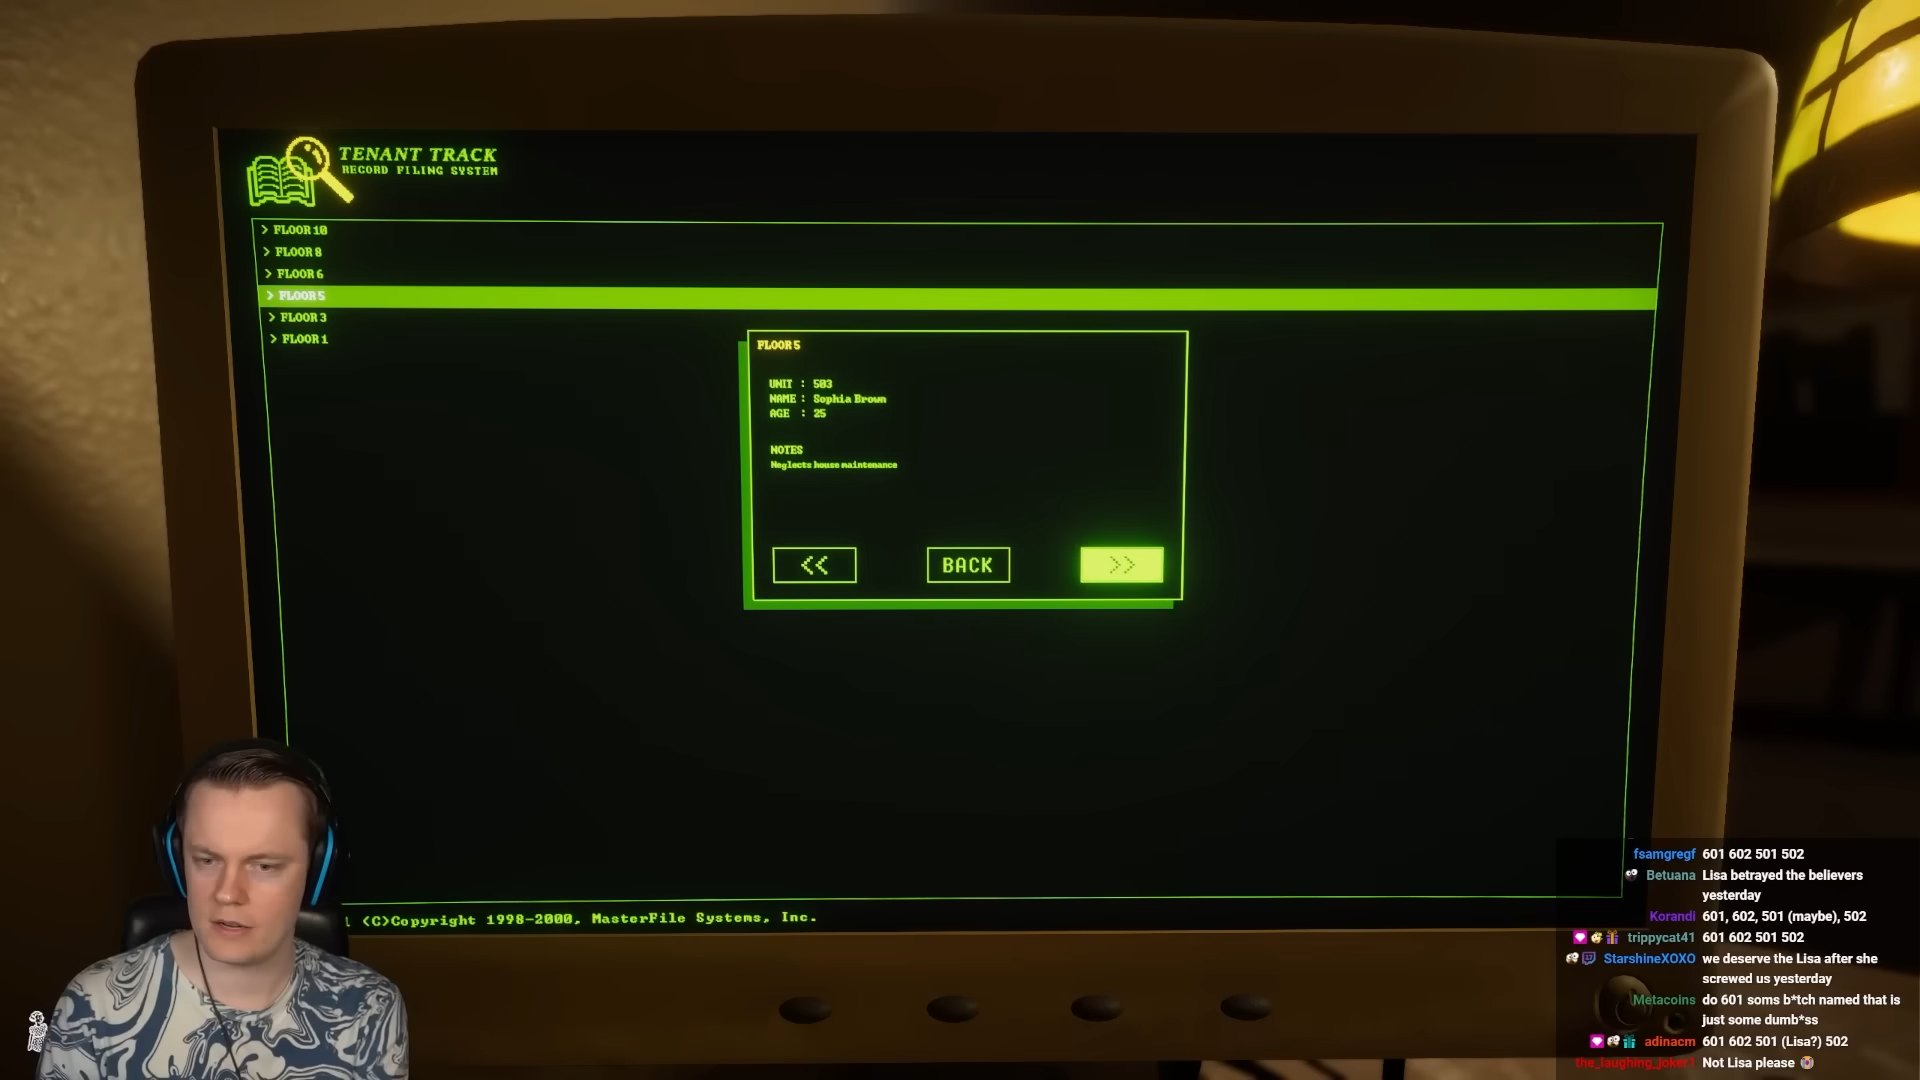 TENANT TRACK
RECORD FILING SYSTEM
> FLOOR 10
> FLOOR 8
> FLOOR 6
> FLOOR 5
> FLOOR 3
> FLOOR 1
FLOOR 5
UNIT : 503
NAME : Sophia Brown
AGE : 25
NOTES
Neglects house maintenance
<< BACK >>
(C)Copyright 1998-2000, MasterFile Systems, Inc.
fsamgregf 601 602 501 502
Betuana Lisa betrayed the believers
yesterday
Korandi 601, 602, 501 (maybe), 502
trippycat41 601 602 501 502
StarshineXOXO we deserve the Lisa after she
screwed us yesterday
Metacoins do 601 soms b*tch named that is
just some dumb*ss
adinacm 601 602 501 (Lisa?) 502
Not Lisa please